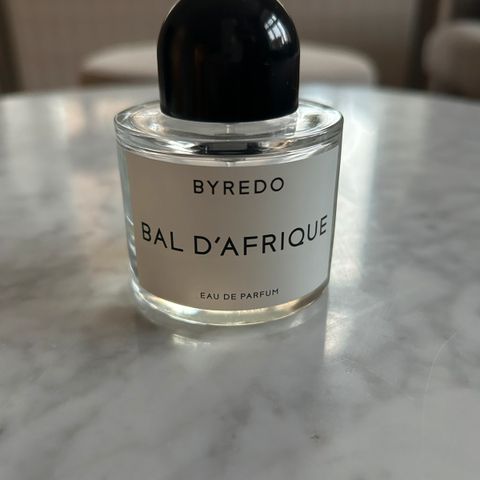 BYREDO
BAL D'AFRIQUE
EAU DE PARFUM